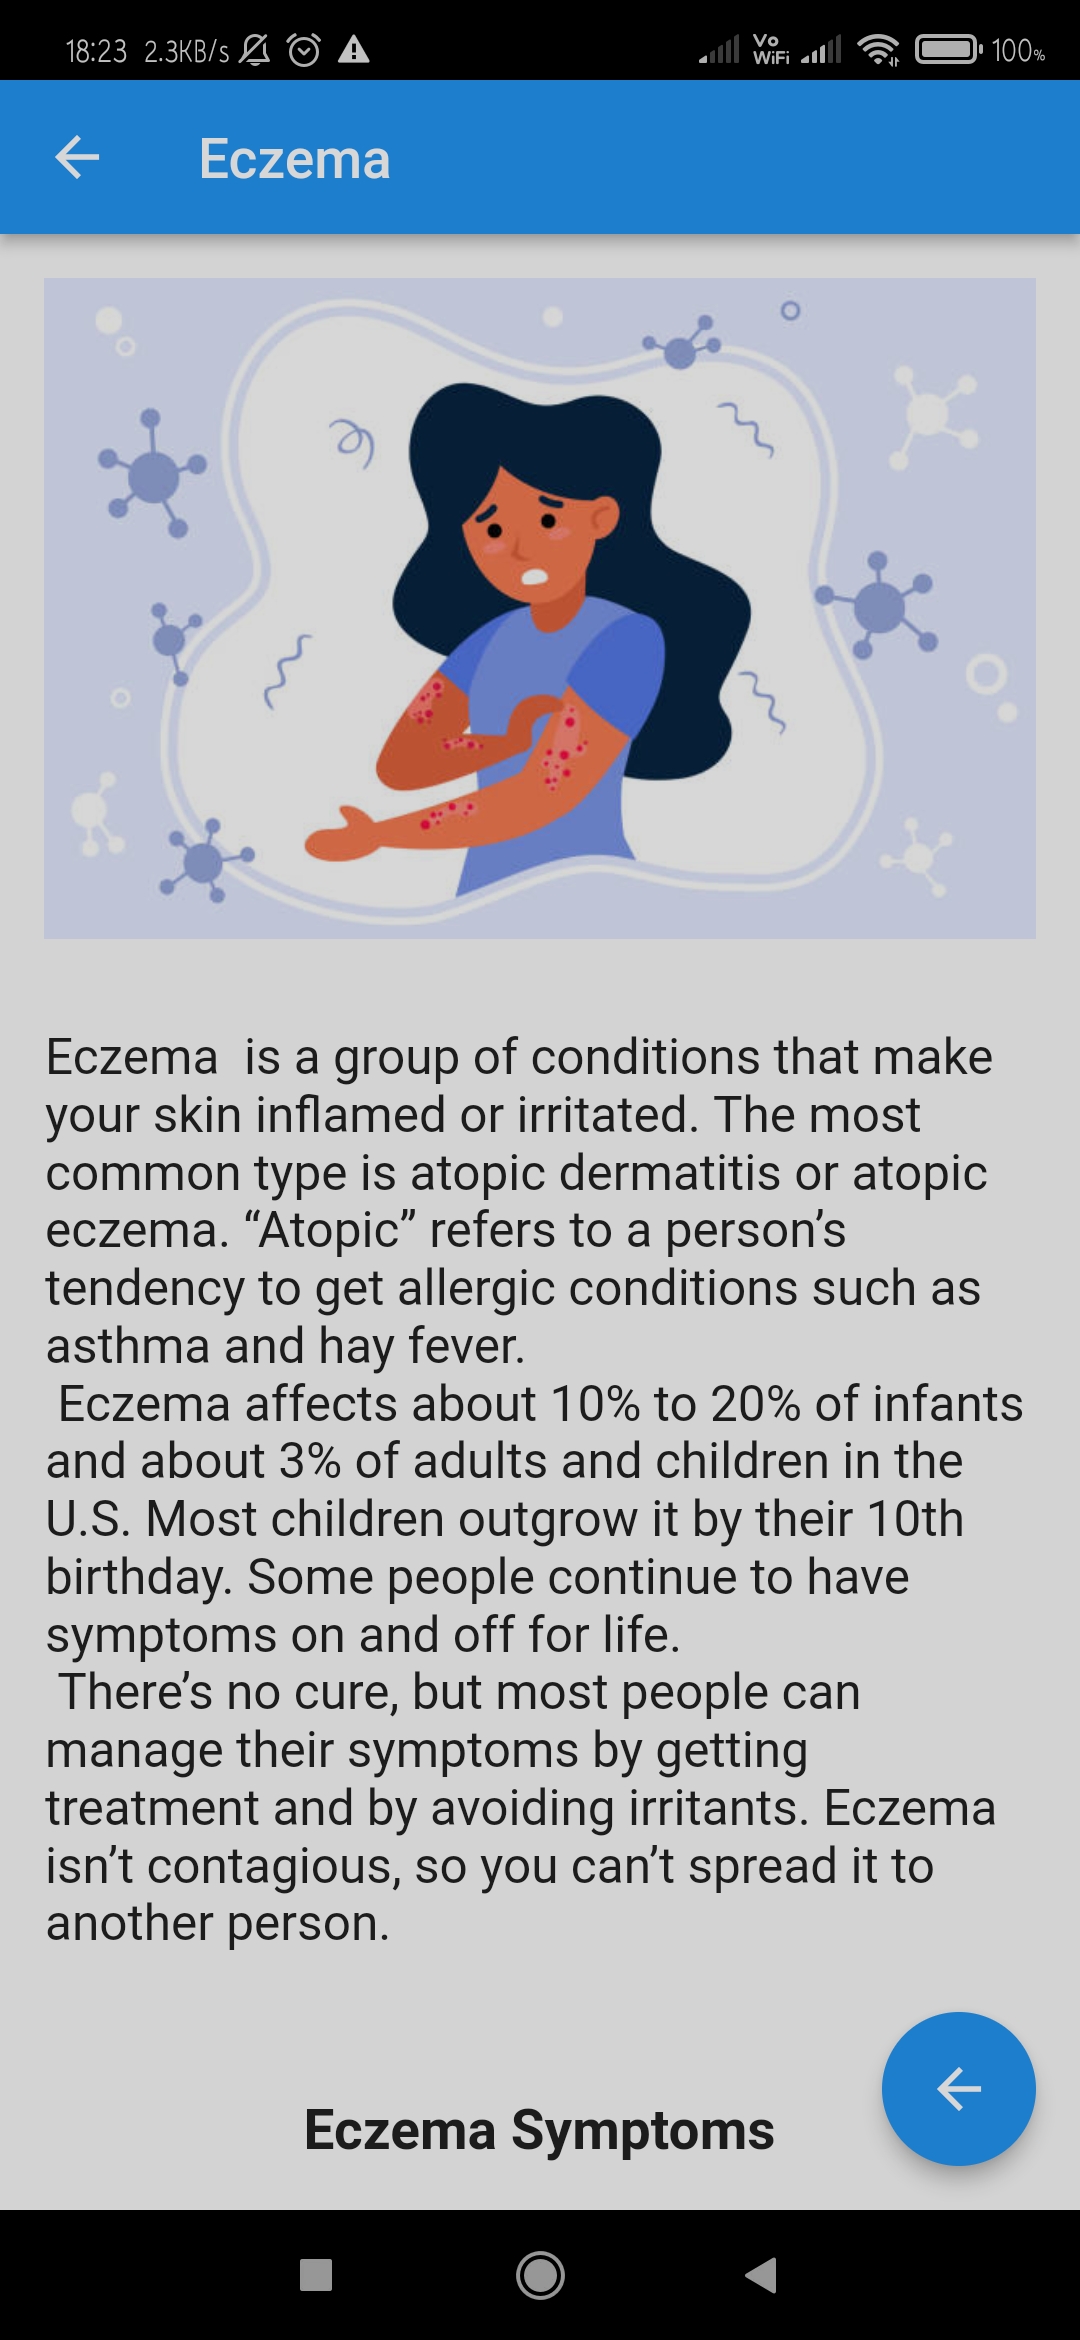 18:23 2.3KB/s Vo WiFi 100%
Eczema
Eczema  is a group of conditions that make
your skin inflamed or irritated. The most
common type is atopic dermatitis or atopic
eczema. “Atopic” refers to a person’s
tendency to get allergic conditions such as
asthma and hay fever.
 Eczema affects about 10% to 20% of infants
and about 3% of adults and children in the
U.S. Most children outgrow it by their 10th
birthday. Some people continue to have
symptoms on and off for life.
 There’s no cure, but most people can
manage their symptoms by getting
treatment and by avoiding irritants. Eczema
isn’t contagious, so you can’t spread it to
another person.
Eczema Symptoms